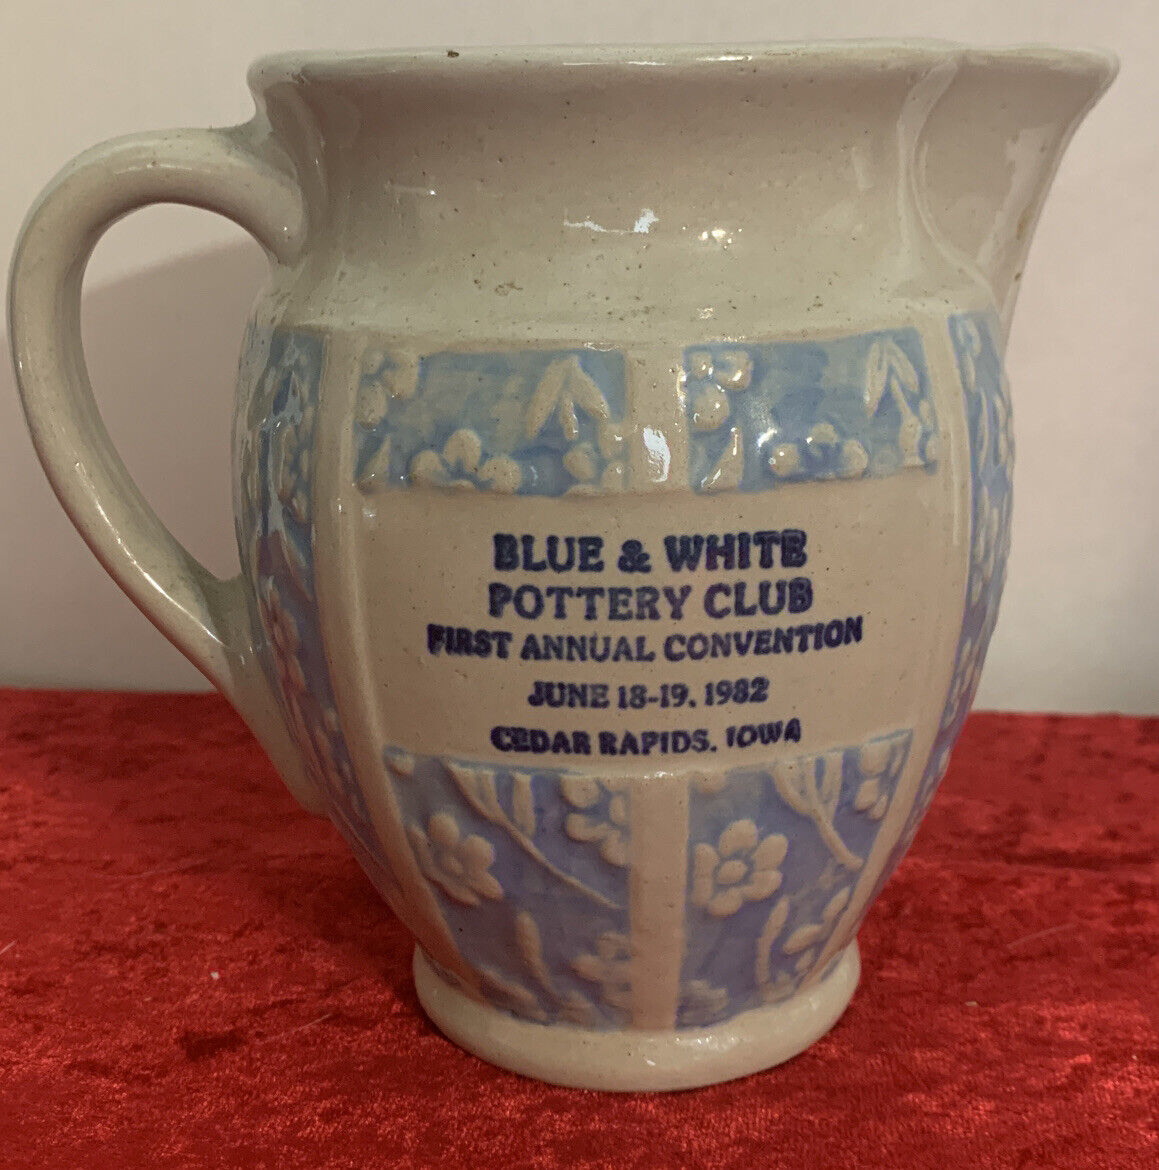 BLUE & WHITE
POTTERY CLUB
FIRST ANNUAL CONVENTION
JUNE 18-19, 1982
CEDAR RAPIDS, IOWA